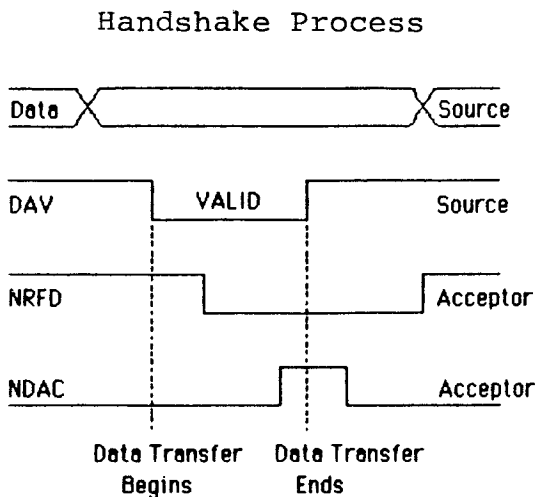 Handshake Process
Data Source
DAV VALID Source
NRFD Acceptor
NDAC Acceptor
Data Transfer Data Transfer
Begins Ends